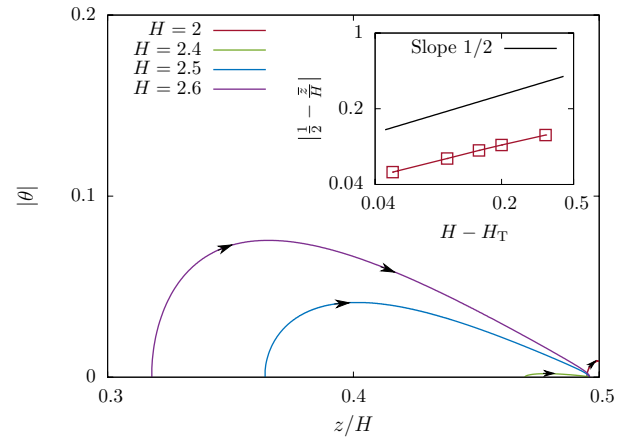 0.2
H = 2
H = 2.4
H = 2.5
H = 2.6
1
Slope 1/2
|1/2 − z̅/H|
0.2
0.04
0.04 0.2 0.5
H − H_T
|θ|
0.1
0
0.3 0.4 0.5
z/H